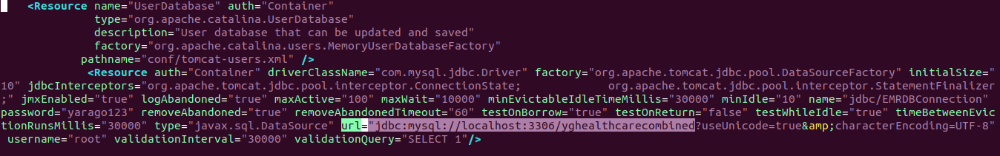 <Resource name="UserDatabase" auth="Container"
type="org.apache.catalina.UserDatabase"
description="User database that can be updated and saved"
factory="org.apache.catalina.users.MemoryUserDatabaseFactory"
pathname="conf/tomcat-users.xml" />
<Resource auth="Container" driverClassName="com.mysql.jdbc.Driver" factory="org.apache.tomcat.jdbc.pool.DataSourceFactory" initialSize="
10" jdbcInterceptors="org.apache.tomcat.jdbc.pool.interceptor.ConnectionState; org.apache.tomcat.jdbc.pool.interceptor.StatementFinalizer
;" jmxEnabled="true" logAbandoned="true" maxActive="100" maxWait="10000" minEvictableIdleTimeMillis="30000" minIdle="10" name="jdbc/EMRDBConnection"
password="yarago123" removeAbandoned="true" removeAbandonedTimeout="60" testOnBorrow="true" testOnReturn="false" testWhileIdle="true" timeBetweenEvic
tionRunsMillis="30000" type="javax.sql.DataSource" url="jdbc:mysql://localhost:3306/yghealthcarecombined?useUnicode=true&amp;characterEncoding=UTF-8"
username="root" validationInterval="30000" validationQuery="SELECT 1"/>